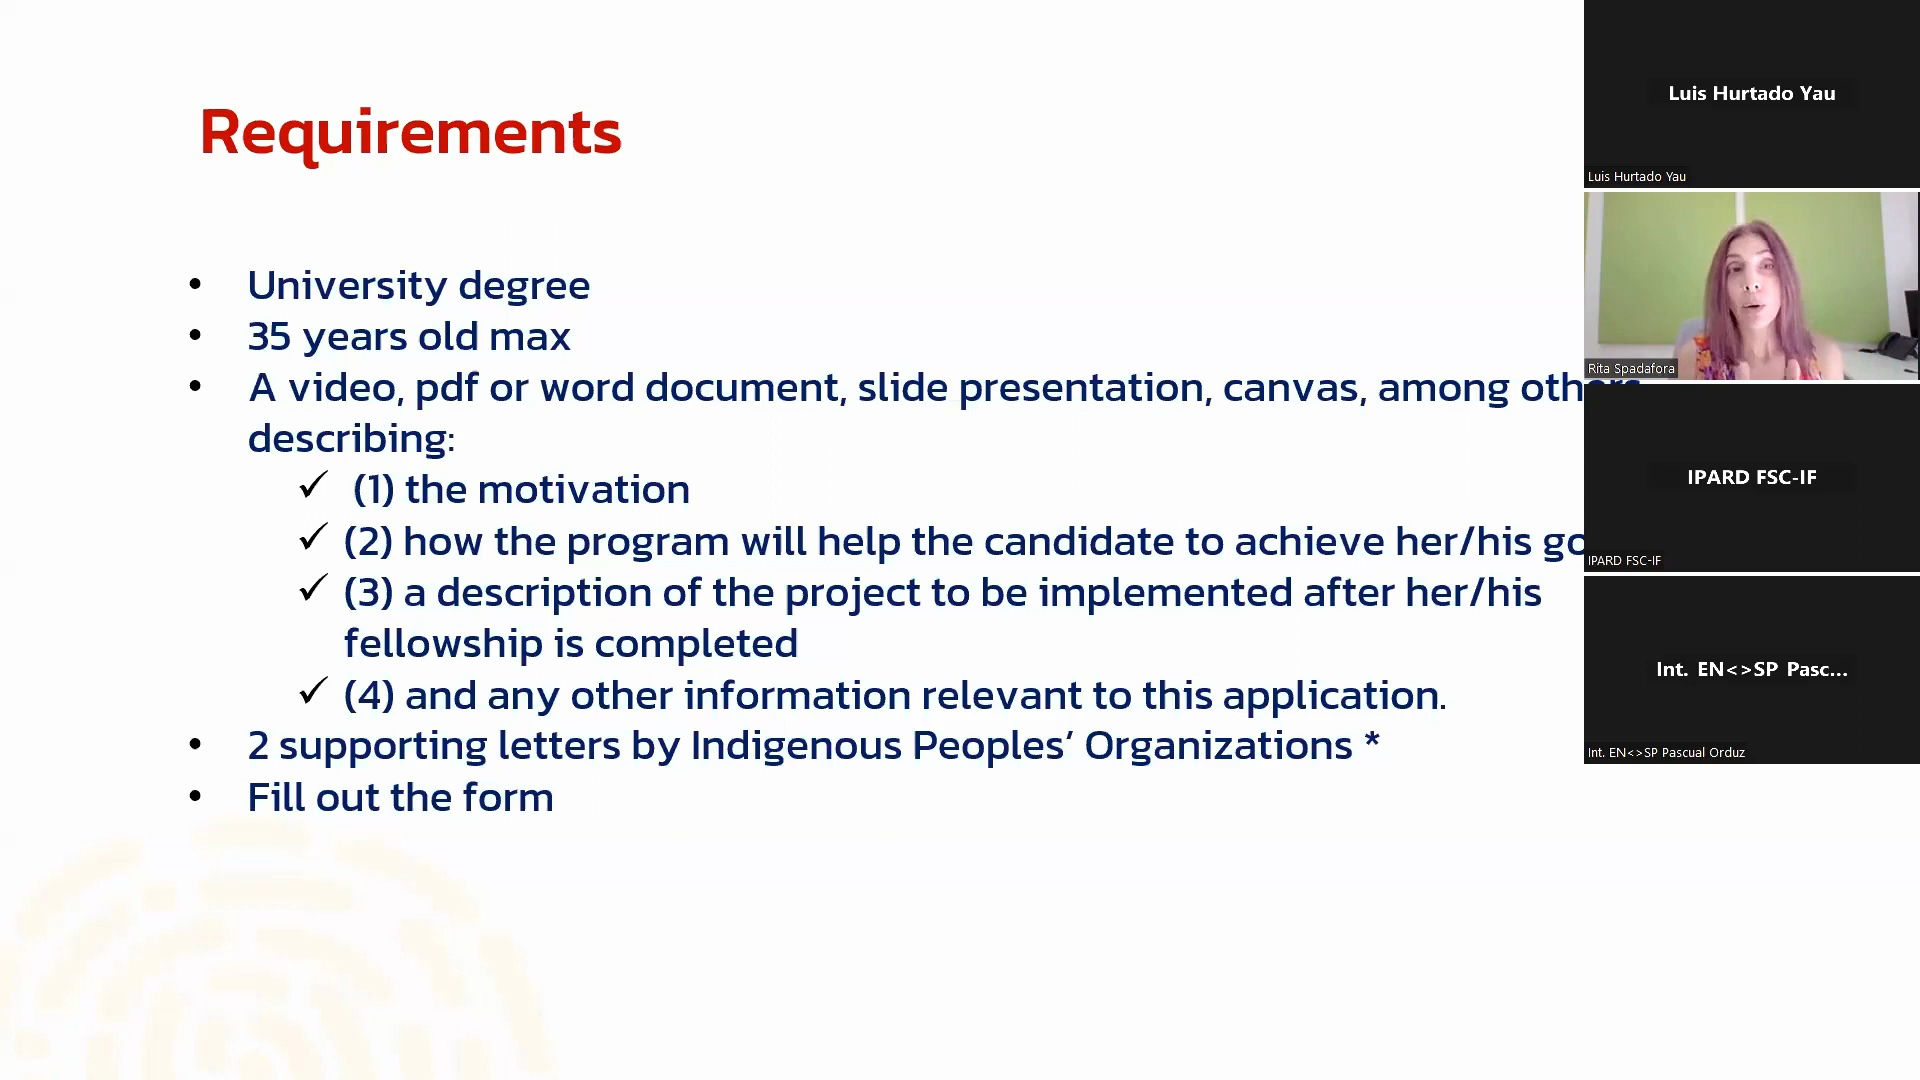 Requirements
• University degree
• 35 years old max
• A video, pdf or word document, slide presentation, canvas, among others
describing:
✓ (1) the motivation
✓ (2) how the program will help the candidate to achieve her/his
✓ (3) a description of the project to be implemented after her/his
fellowship is completed
✓ (4) and any other information relevant to this application.
• 2 supporting letters by Indigenous Peoples’ Organizations *
• Fill out the form
Luis Hurtado Yau
Luis Hurtado Yau
Rita Spadafora
IPARD FSC-IF
IPARD FSC-IF
Int. EN<>SP Pasc...
Int. EN<>SP Pascual Orduz